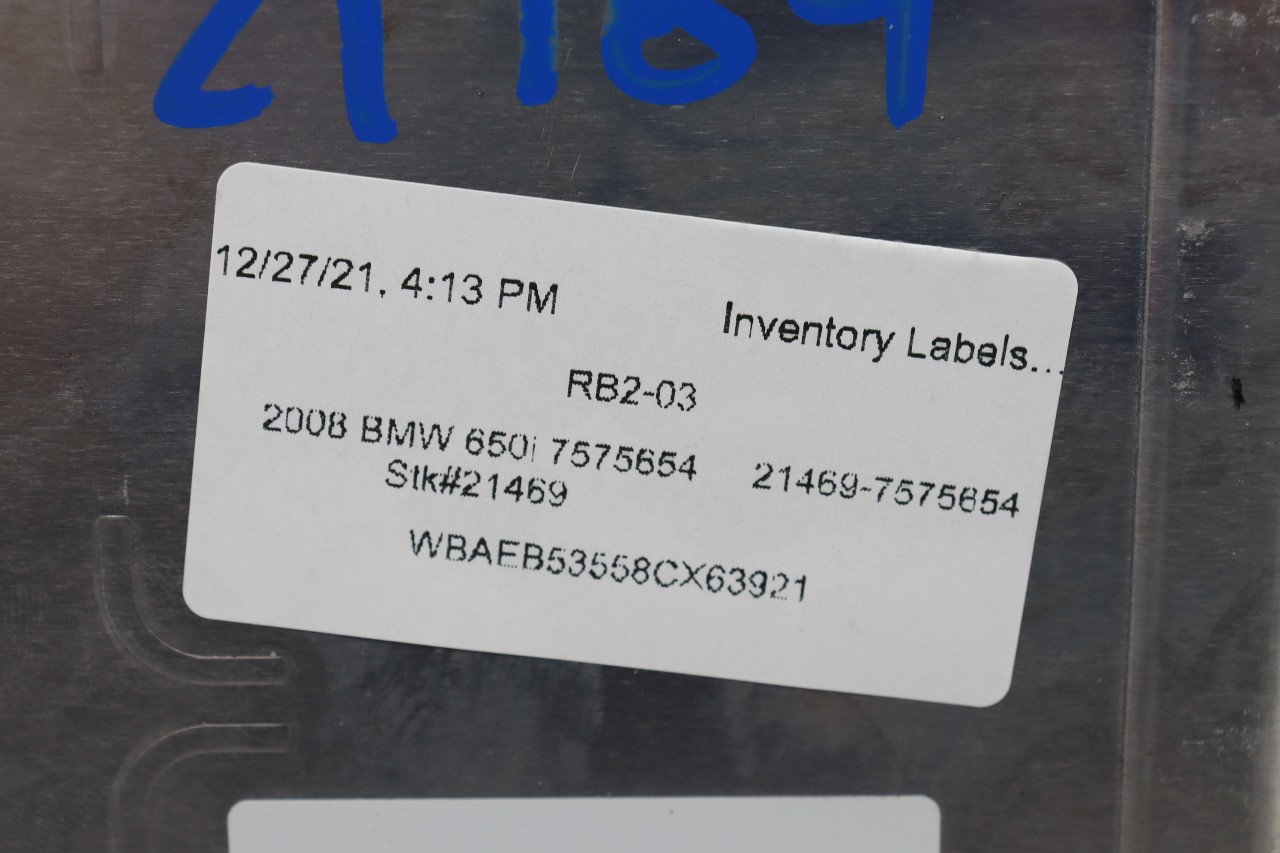 12/27/21, 4:13 PM
Inventory Labels...
RB2-03
2008 BMW 650i 7575654
Stk#21469
21469-7575654
WBAEB53558CX63921